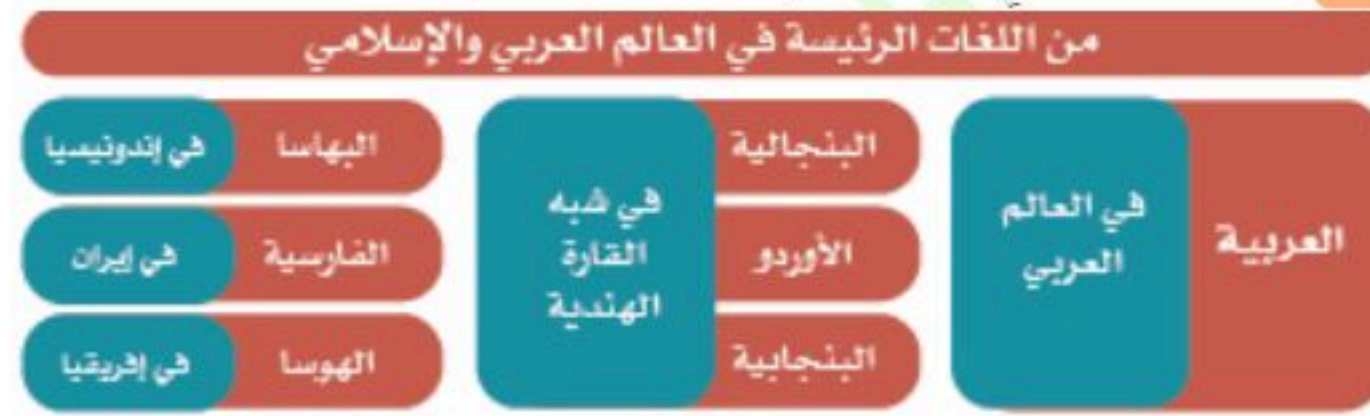 من اللغات الرئيسة في العالم العربي والإسلامي
العربية
في العالم
العربي
البنجالية
الأوردو
البنجابية
في شبه
القارة
الهندية
البهاسا
في إندونيسيا
الفارسية
في إيران
الهوسا
في إفريقيا